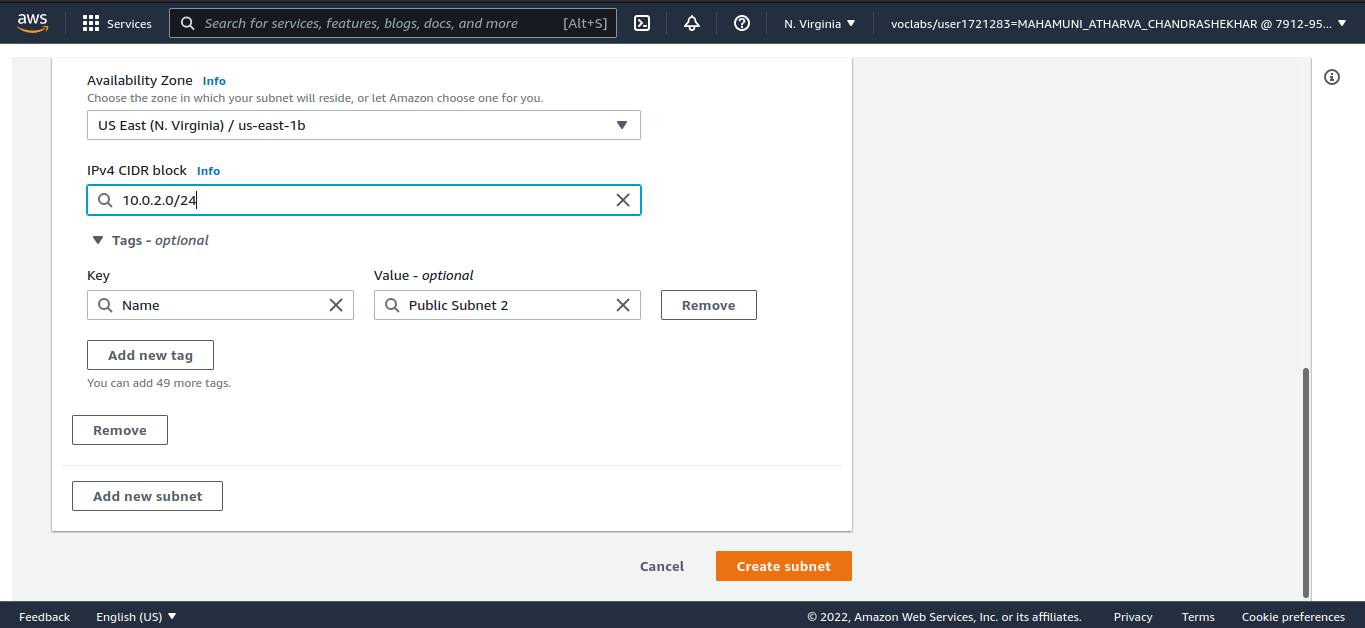 aws Services Search for services, features, blogs, docs, and more [Alt+S] N. Virginia voclabs/user1721283=MAHAMUNI_ATHARVA_CHANDRASHEKHAR @ 7912-95...
Availability Zone Info
Choose the zone in which your subnet will reside, or let Amazon choose one for you.
US East (N. Virginia) / us-east-1b
IPv4 CIDR block Info
10.0.2.0/24
Tags - optional
Key Value - optional
Name Public Subnet 2 Remove
Add new tag
You can add 49 more tags.
Remove
Add new subnet
Cancel Create subnet
Feedback English (US) © 2022, Amazon Web Services, Inc. or its affiliates. Privacy Terms Cookie preferences